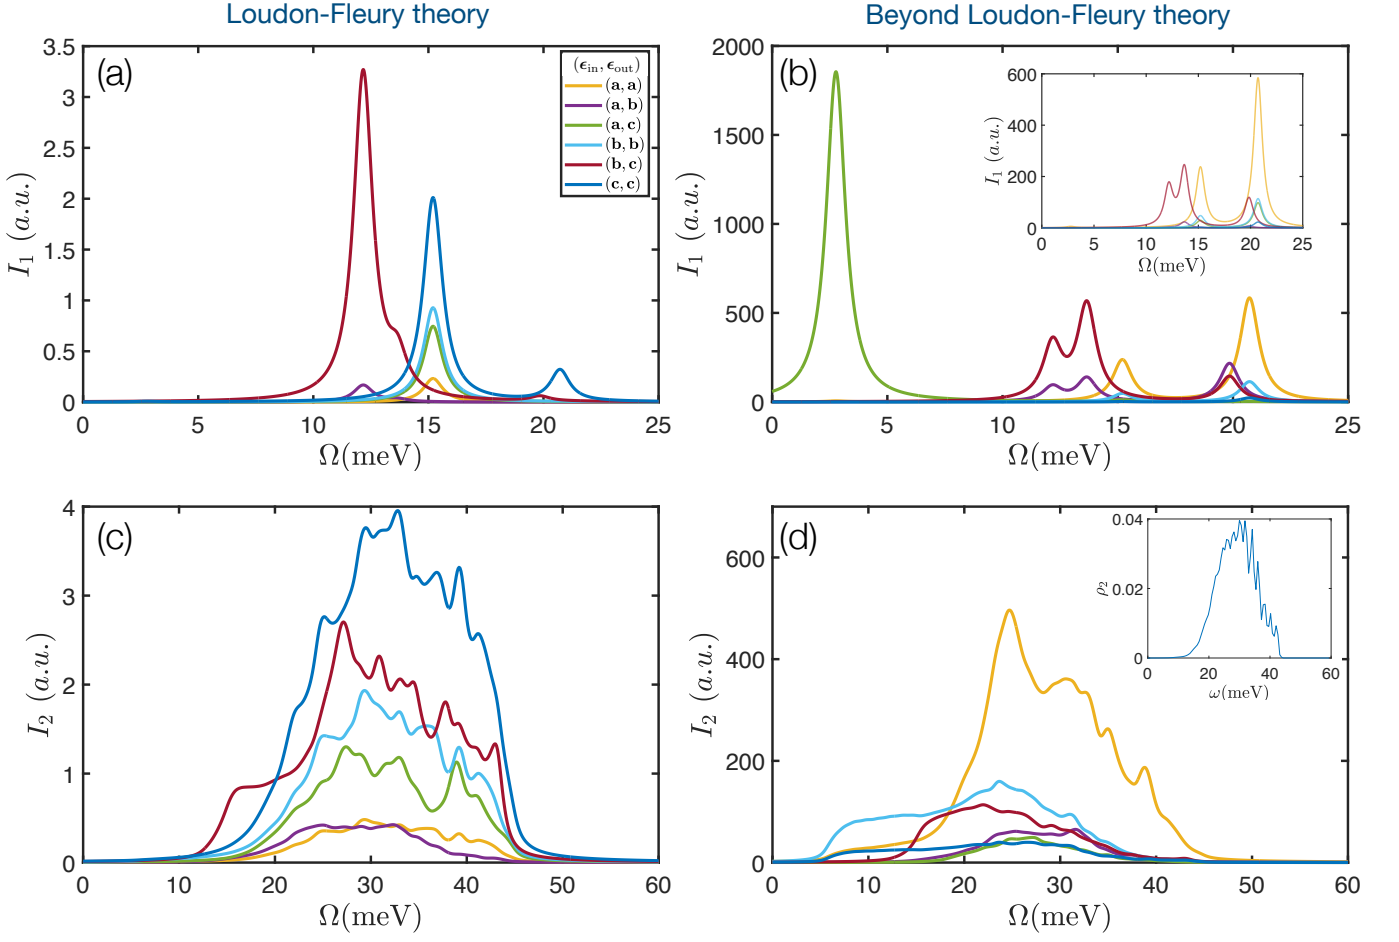 Loudon-Fleury theory
Beyond Loudon-Fleury theory
(a)
I₁ (a.u.)
3.5
3
2.5
2
1.5
1
0.5
0
0 5 10 15 20 25
Ω(meV)
(ϵin, ϵout)
(a, a)
(a, b)
(a, c)
(b, b)
(b, c)
(c, c)
(b)
I₁ (a.u.)
2000
1500
1000
500
0
0 5 10 15 20 25
Ω(meV)
I₁ (a.u.)
600
400
200
0
0 5 10 15 20 25
Ω(meV)
(c)
I₂ (a.u.)
4
3
2
1
0
0 10 20 30 40 50 60
Ω(meV)
(d)
I₂ (a.u.)
600
400
200
0
0 10 20 30 40 50 60
Ω(meV)
ρ₂
0.04
0.02
0
0 20 40 60
ω(meV)